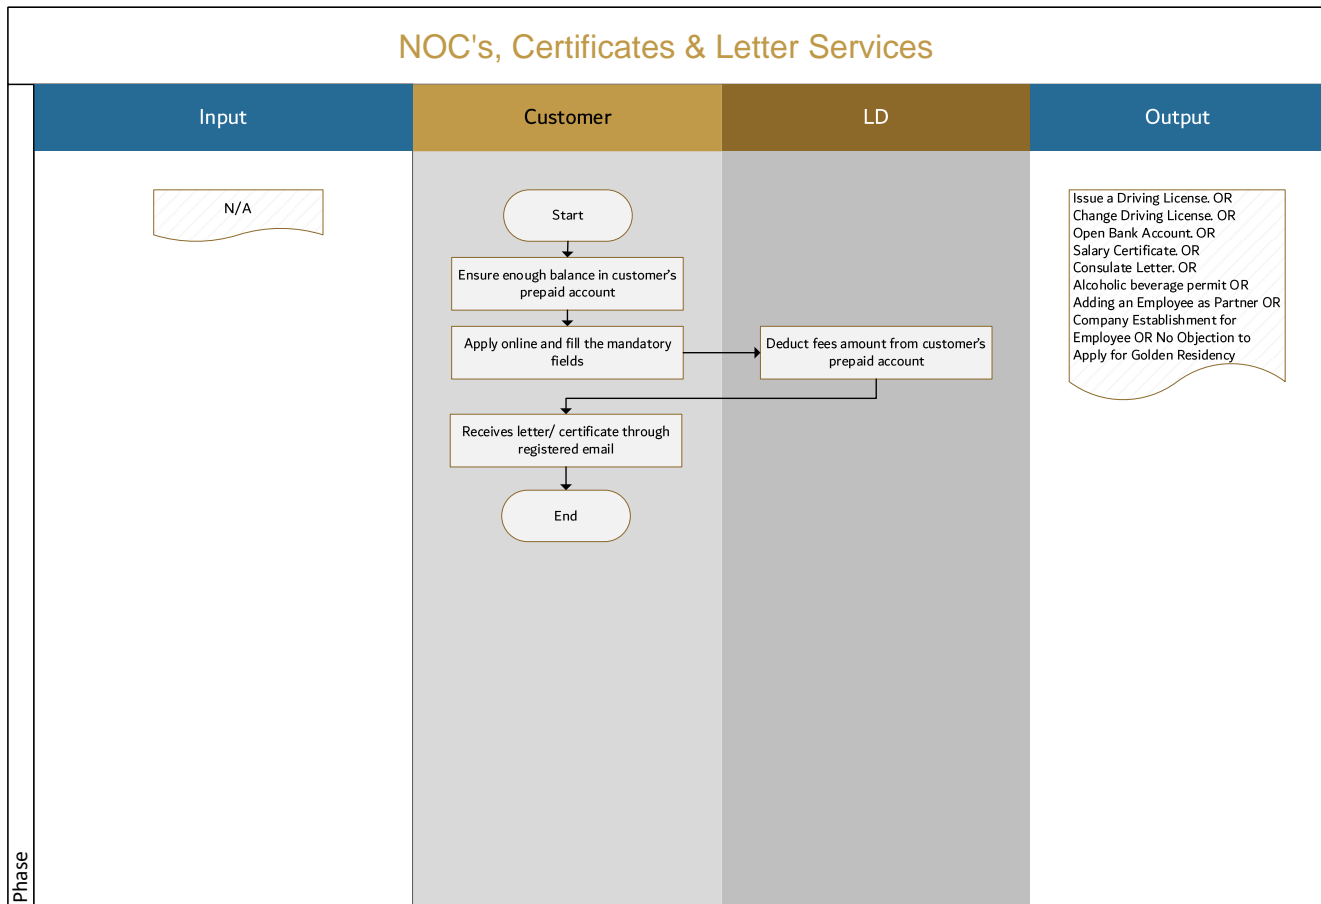 NOC's, Certificates & Letter Services
Input
Customer
LD
Output
N/A
Start
Ensure enough balance in customer's
prepaid account
Apply online and fill the mandatory
fields
Deduct fees amount from customer's
prepaid account
Receives letter/ certificate through
registered email
End
Issue a Driving License. OR
Change Driving License. OR
Open Bank Account. OR
Salary Certificate. OR
Consulate Letter. OR
Alcoholic beverage permit OR
Adding an Employee as Partner OR
Company Establishment for
Employee OR No Objection to
Apply for Golden Residency
Phase